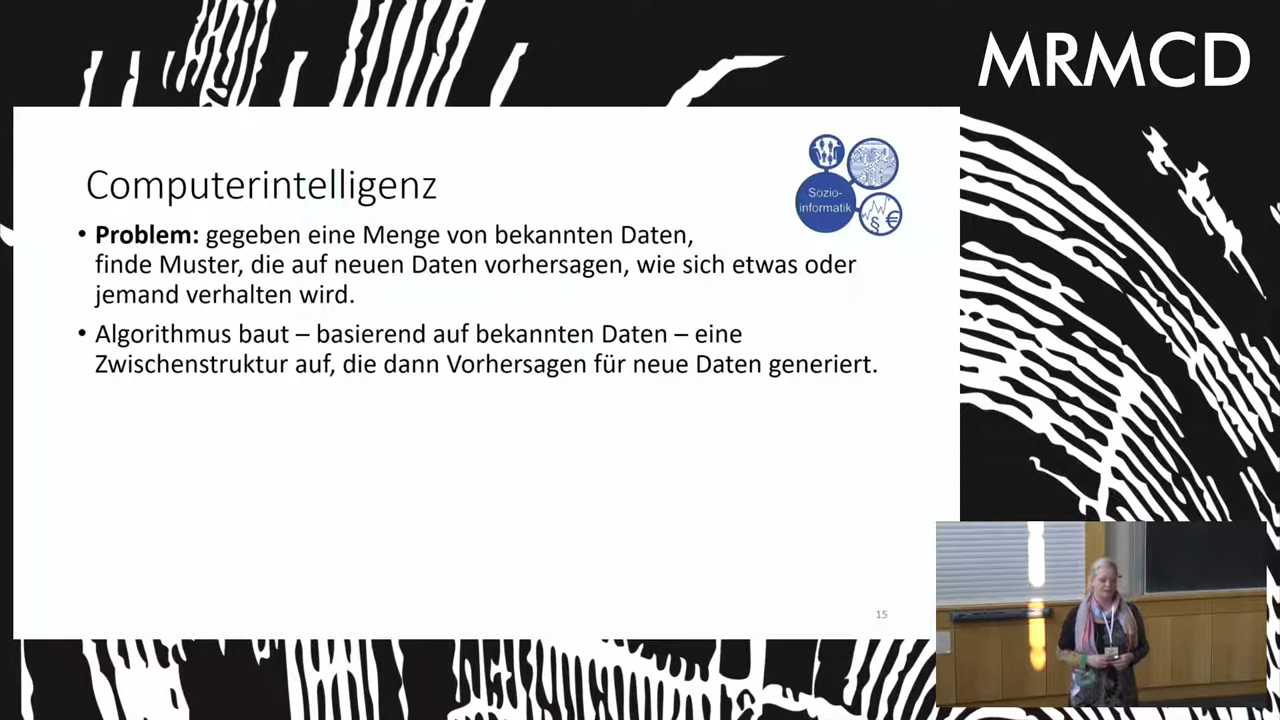 MRMCD
Computerintelligenz
Sozio-
informatik
§ €
• Problem: gegeben eine Menge von bekannten Daten,
finde Muster, die auf neuen Daten vorhersagen, wie sich etwas oder
jemand verhalten wird.
• Algorithmus baut – basierend auf bekannten Daten – eine
Zwischenstruktur auf, die dann Vorhersagen für neue Daten generiert.
15